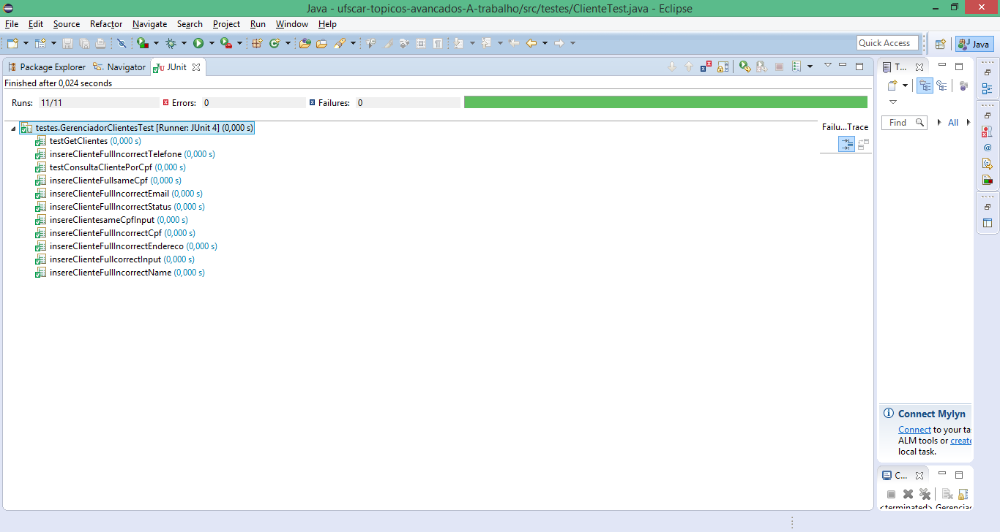 Java - ufscar-topicos-avancados-A-trabalho/src/testes/ClienteTest.java - Eclipse
File Edit Source Refactor Navigate Search Project Run Window Help
Quick Access
Java
Package Explorer Navigator JUnit
T...
Finished after 0,024 seconds
Runs: 11/11 Errors: 0 Failures: 0
Find All
testes.GerenciadorClientesTest [Runner: JUnit 4] (0,000 s)
Failu...Trace
testGetClientes (0,000 s)
insereClienteFullIncorrectTelefone (0,000 s)
testConsultaClientePorCpf (0,000 s)
insereClienteFullsameCpf (0,000 s)
insereClienteFullIncorrectEmail (0,000 s)
insereClienteFullIncorrectStatus (0,000 s)
insereClientesameCpfInput (0,000 s)
insereClienteFullIncorrectCpf (0,000 s)
insereClienteFullIncorrectEndereco (0,000 s)
insereClienteFullcorrectInput (0,000 s)
insereClienteFullIncorrectName (0,000 s)
Connect Mylyn
Connect to your ta
ALM tools or create
local task.
C...
<terminated> Gerenciad